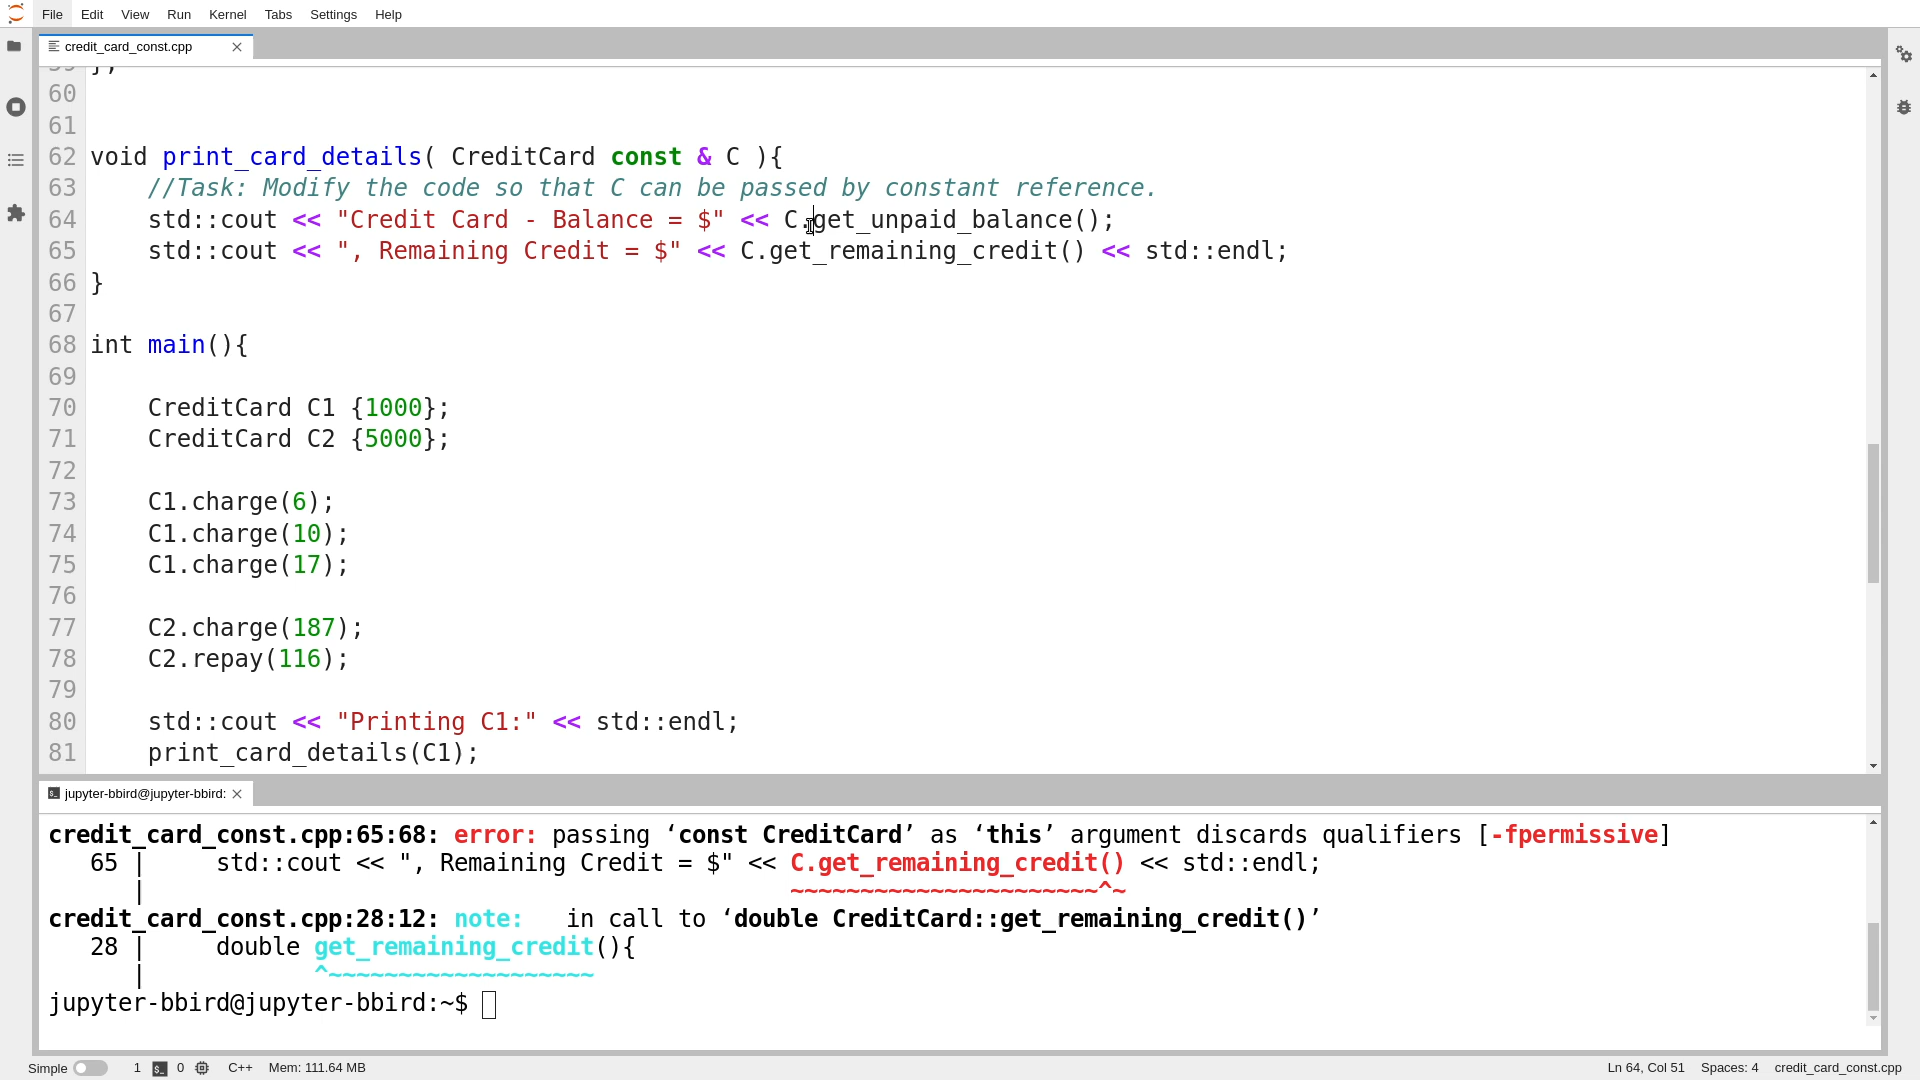 File Edit View Run Kernel Tabs Settings Help
credit_card_const.cpp
59 };
60
61
62 void print_card_details( CreditCard const & C ){
63 //Task: Modify the code so that C can be passed by constant reference.
64 std::cout << "Credit Card - Balance = $" << C.get_unpaid_balance();
65 std::cout << ", Remaining Credit = $" << C.get_remaining_credit() << std::endl;
66 }
67
68 int main(){
69
70 CreditCard C1 {1000};
71 CreditCard C2 {5000};
72
73 C1.charge(6);
74 C1.charge(10);
75 C1.charge(17);
76
77 C2.charge(187);
78 C2.repay(116);
79
80 std::cout << "Printing C1:" << std::endl;
81 print_card_details(C1);
jupyter-bbird@jupyter-bbird:
credit_card_const.cpp:65:68: error: passing ‘const CreditCard’ as ‘this’ argument discards qualifiers [-fpermissive]
65 | std::cout << ", Remaining Credit = $" << C.get_remaining_credit() << std::endl;
| ~~~~~~~~~~~~~~~~~~~~~~^~
credit_card_const.cpp:28:12: note: in call to ‘double CreditCard::get_remaining_credit()’
28 | double get_remaining_credit(){
| ^~~~~~~~~~~~~~~~~~~~
jupyter-bbird@jupyter-bbird:~$
Simple 1 0 C++ Mem: 111.64 MB Ln 64, Col 51 Spaces: 4 credit_card_const.cpp